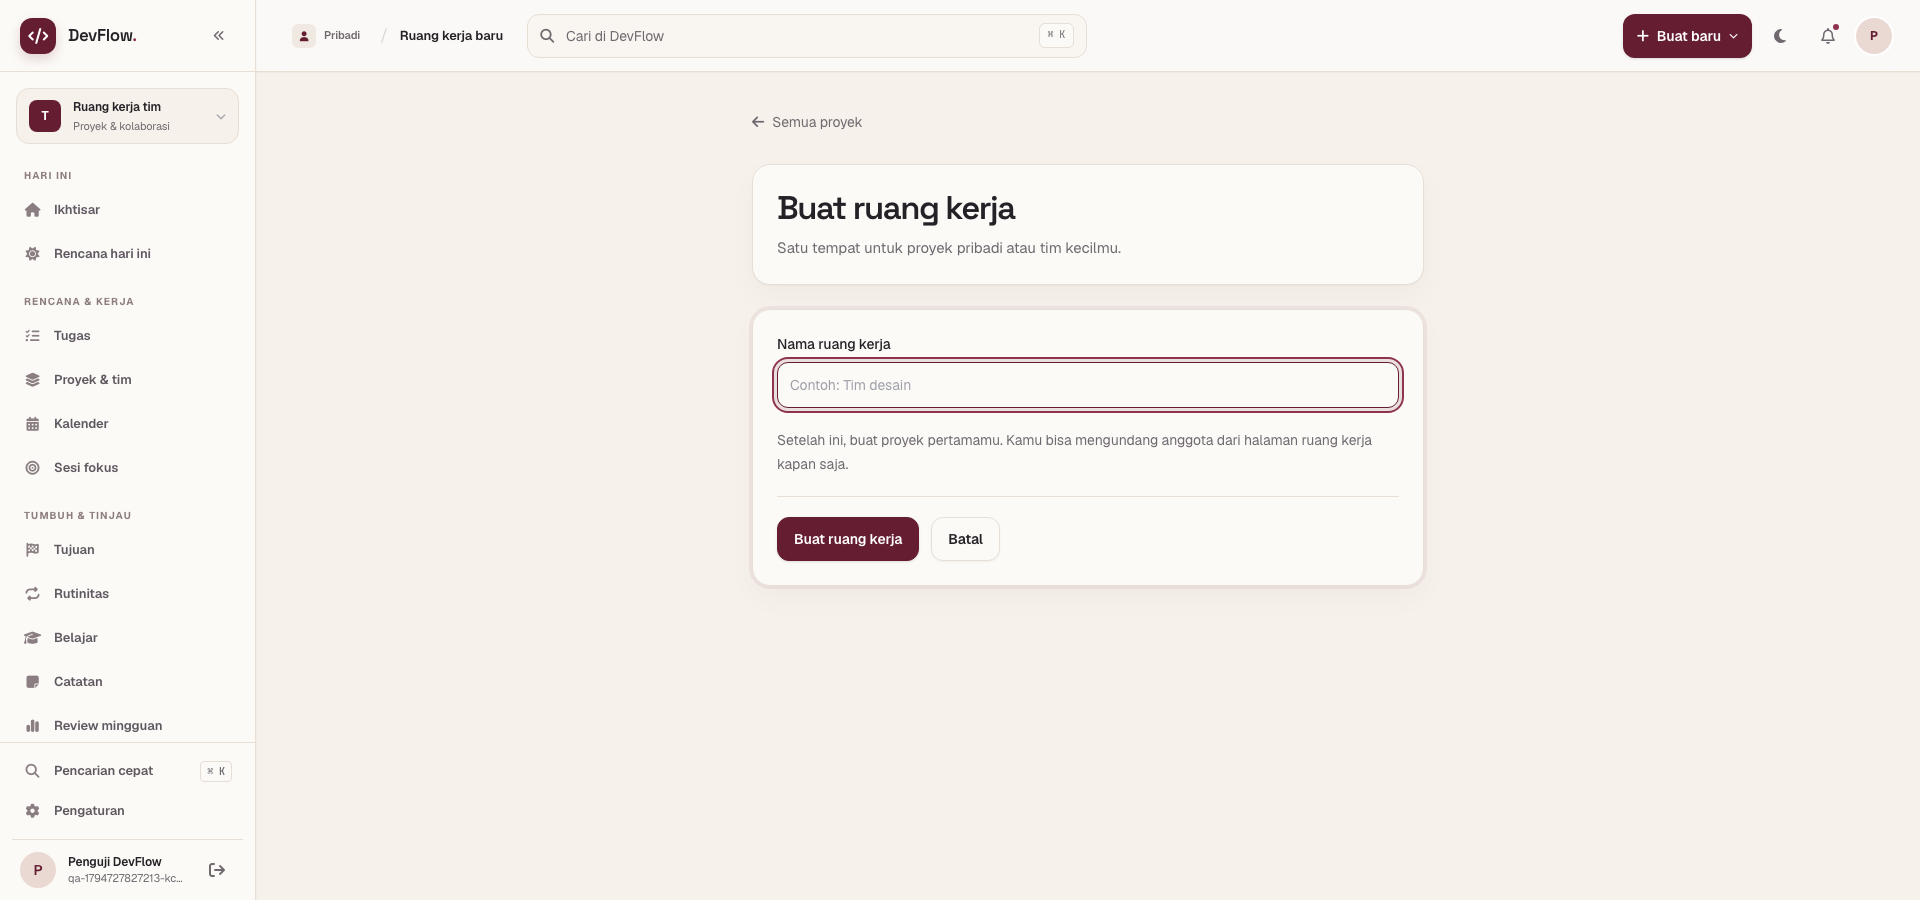 DevFlow.
Pribadi / Ruang kerja baru
Cari di DevFlow
⌘ K
Buat baru
P
T
Ruang kerja tim
Proyek & kolaborasi
HARI INI
Ikhtisar
Rencana hari ini
RENCANA & KERJA
Tugas
Proyek & tim
Kalender
Sesi fokus
TUMBUH & TINJAU
Tujuan
Rutinitas
Belajar
Catatan
Review mingguan
Pencarian cepat
⌘ K
Pengaturan
P
Penguji DevFlow
qa-1794727827213-kc...
Semua proyek
Buat ruang kerja
Satu tempat untuk proyek pribadi atau tim kecilmu.
Nama ruang kerja
Contoh: Tim desain
Setelah ini, buat proyek pertamamu. Kamu bisa mengundang anggota dari halaman ruang kerja
kapan saja.
Buat ruang kerja
Batal